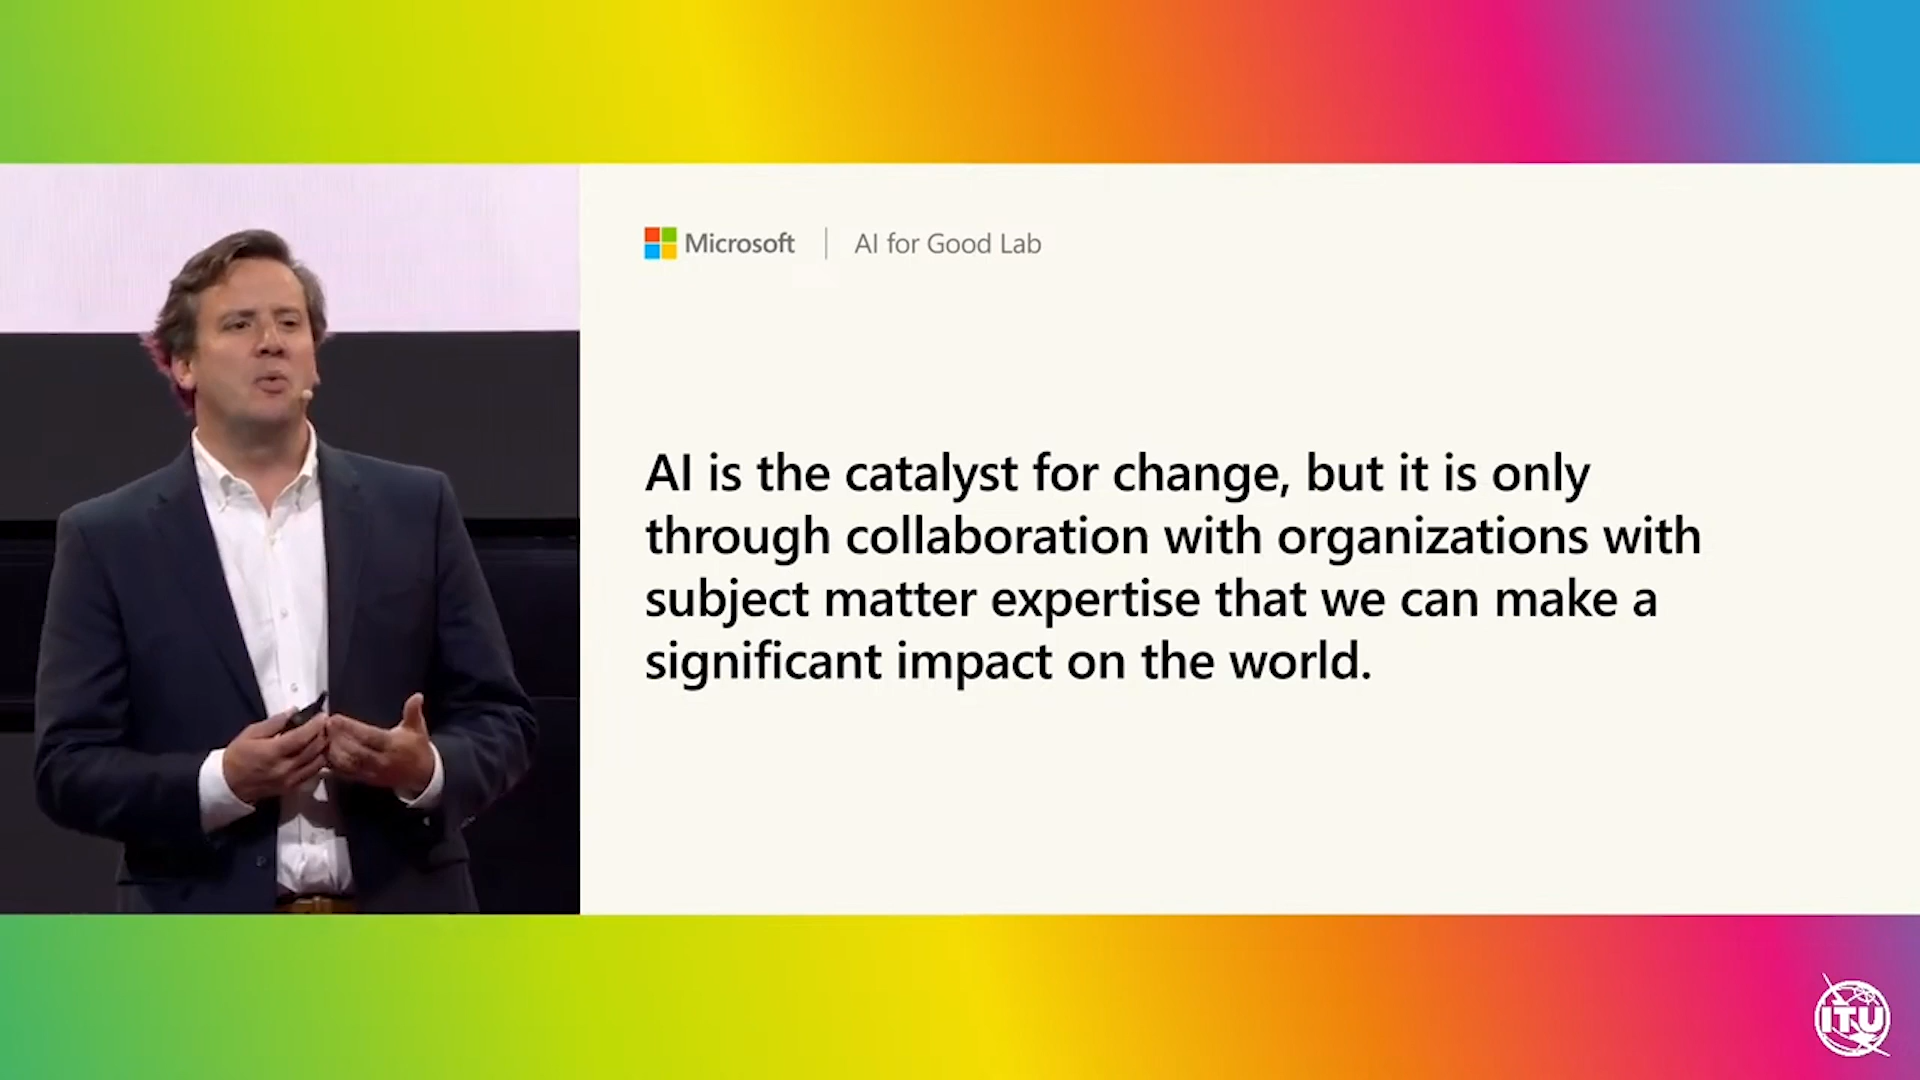 Microsoft | AI for Good Lab
AI is the catalyst for change, but it is only
through collaboration with organizations with
subject matter expertise that we can make a
significant impact on the world.
ITU